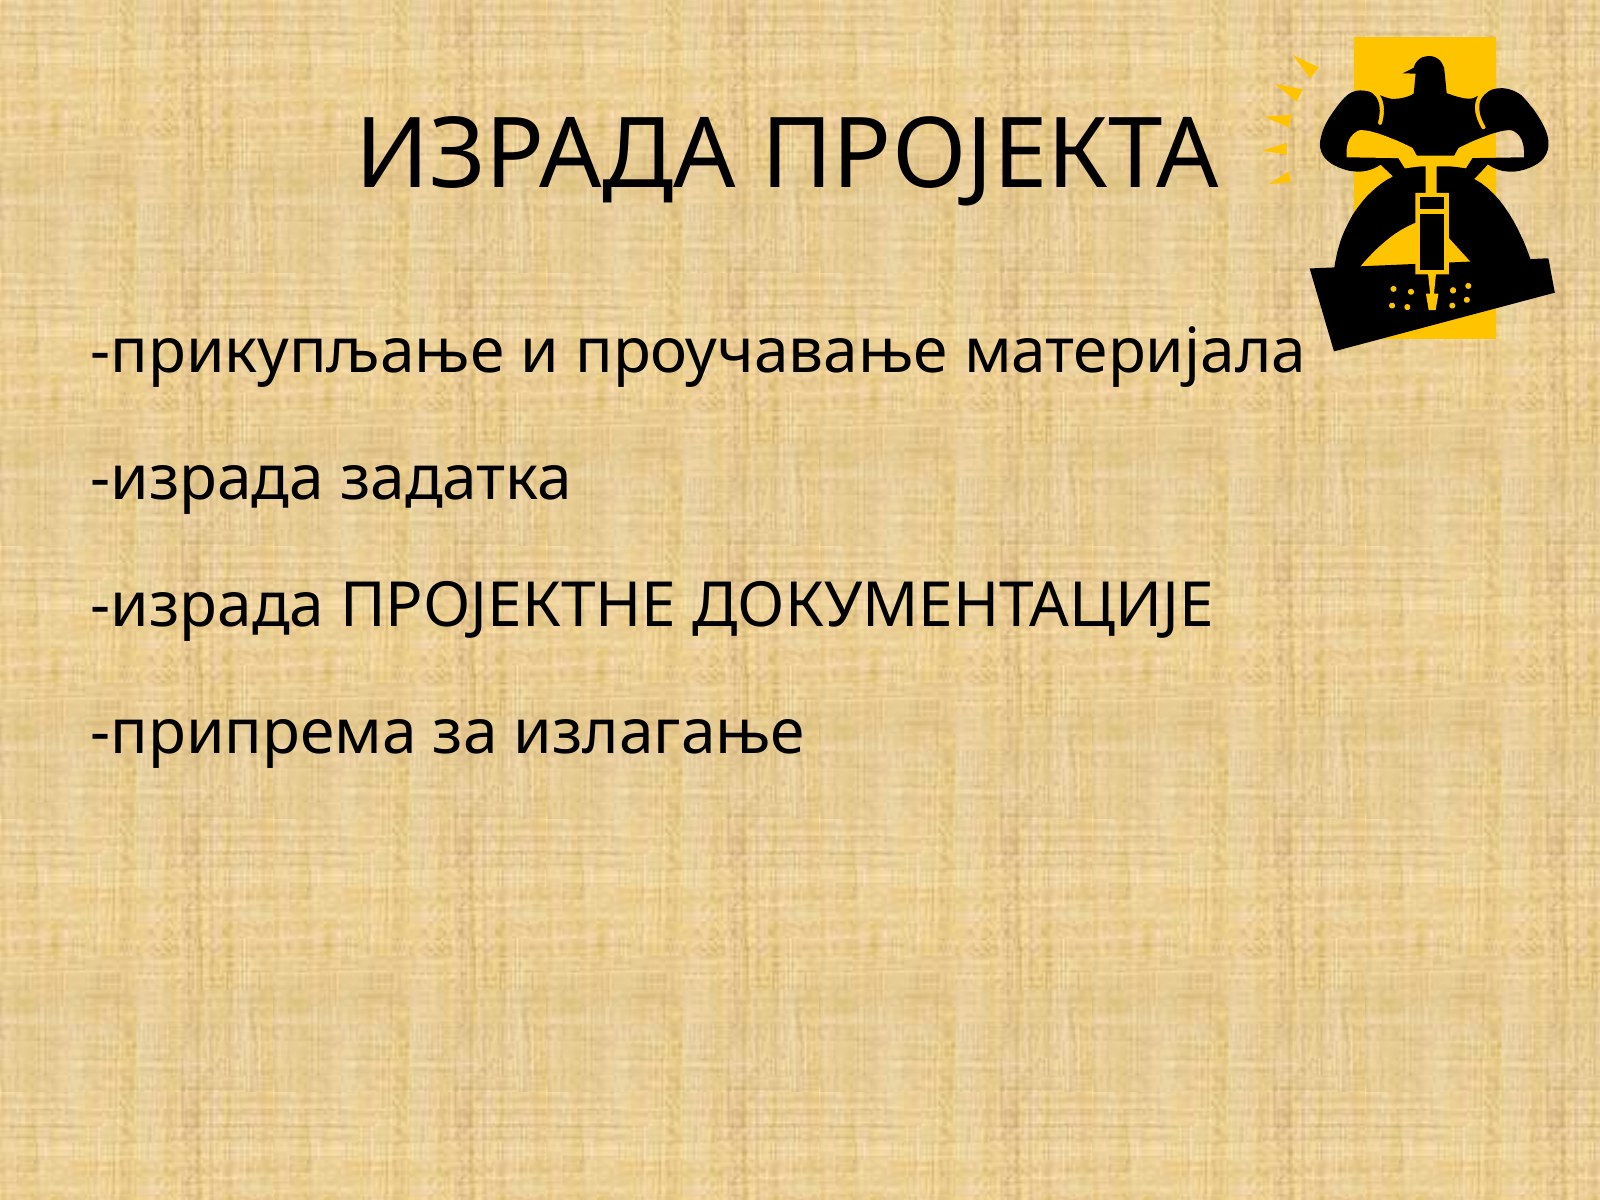 ИЗРАДА ПРОЈЕКТА
-прикупљање и проучавање материјала
-израда задатка
-израда ПРОЈЕКТНЕ ДОКУМЕНТАЦИЈЕ
-припрема за излагање